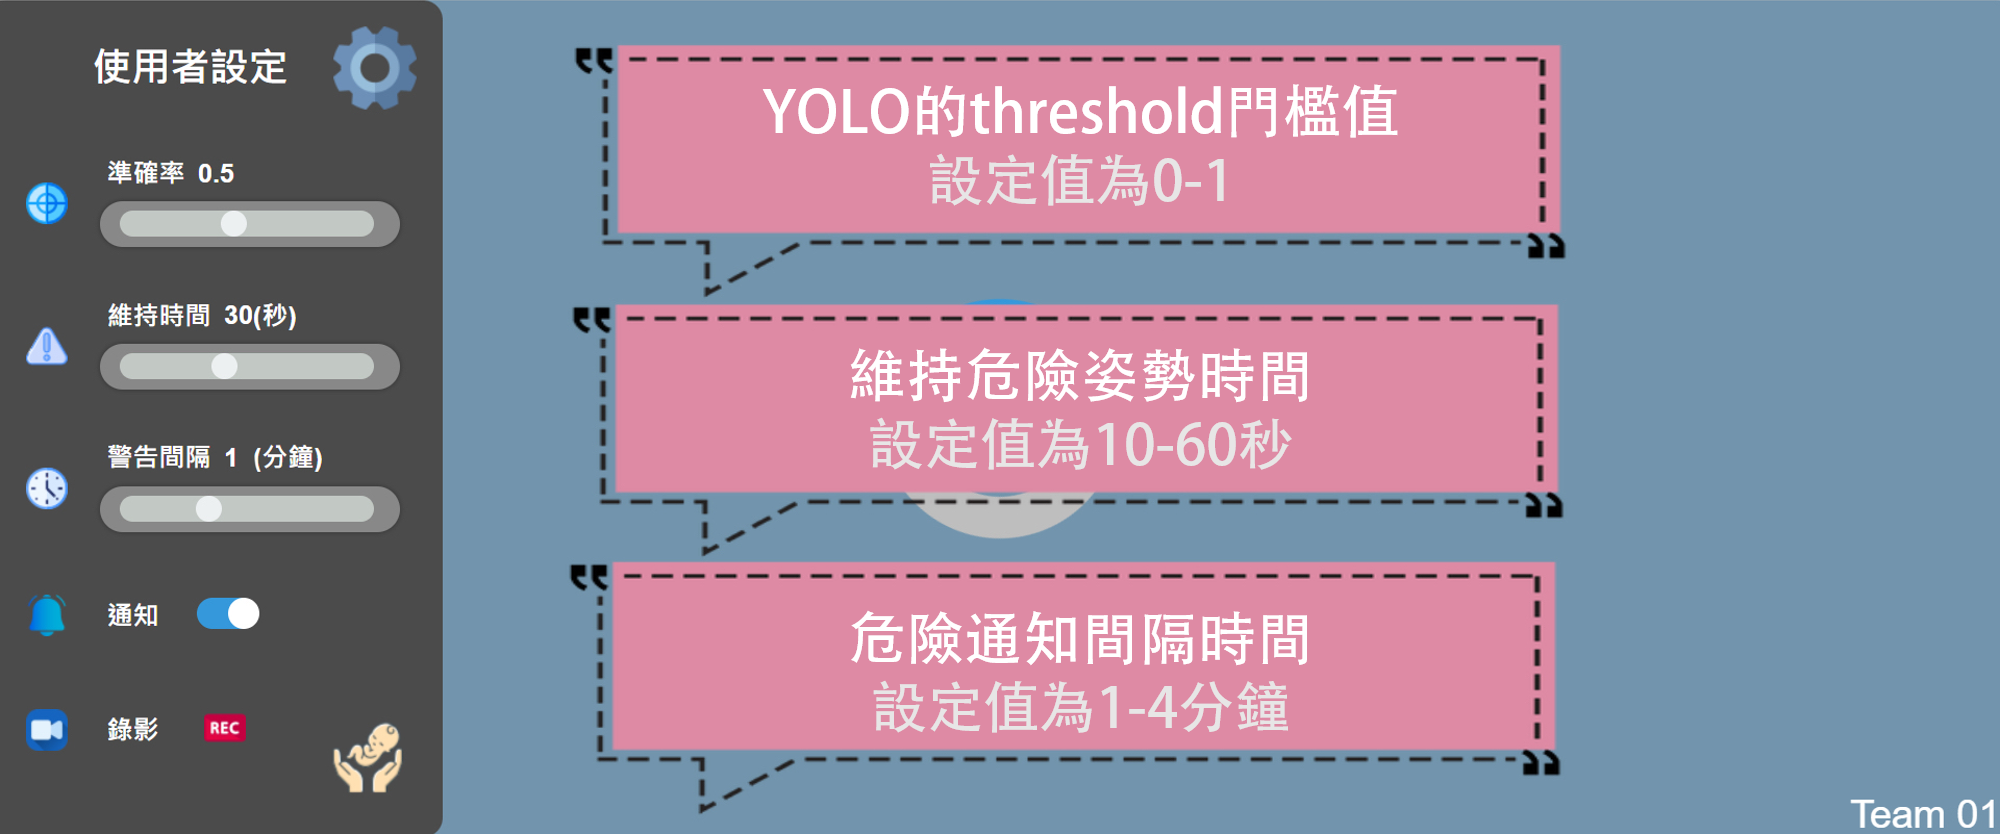 使用者設定
準確率 0.5
維持時間 30(秒)
警告間隔 1 (分鐘)
通知
錄影 REC
YOLO的threshold門檻值
設定值為0-1
維持危險姿勢時間
設定值為10-60秒
危險通知間隔時間
設定值為1-4分鐘
Team 01